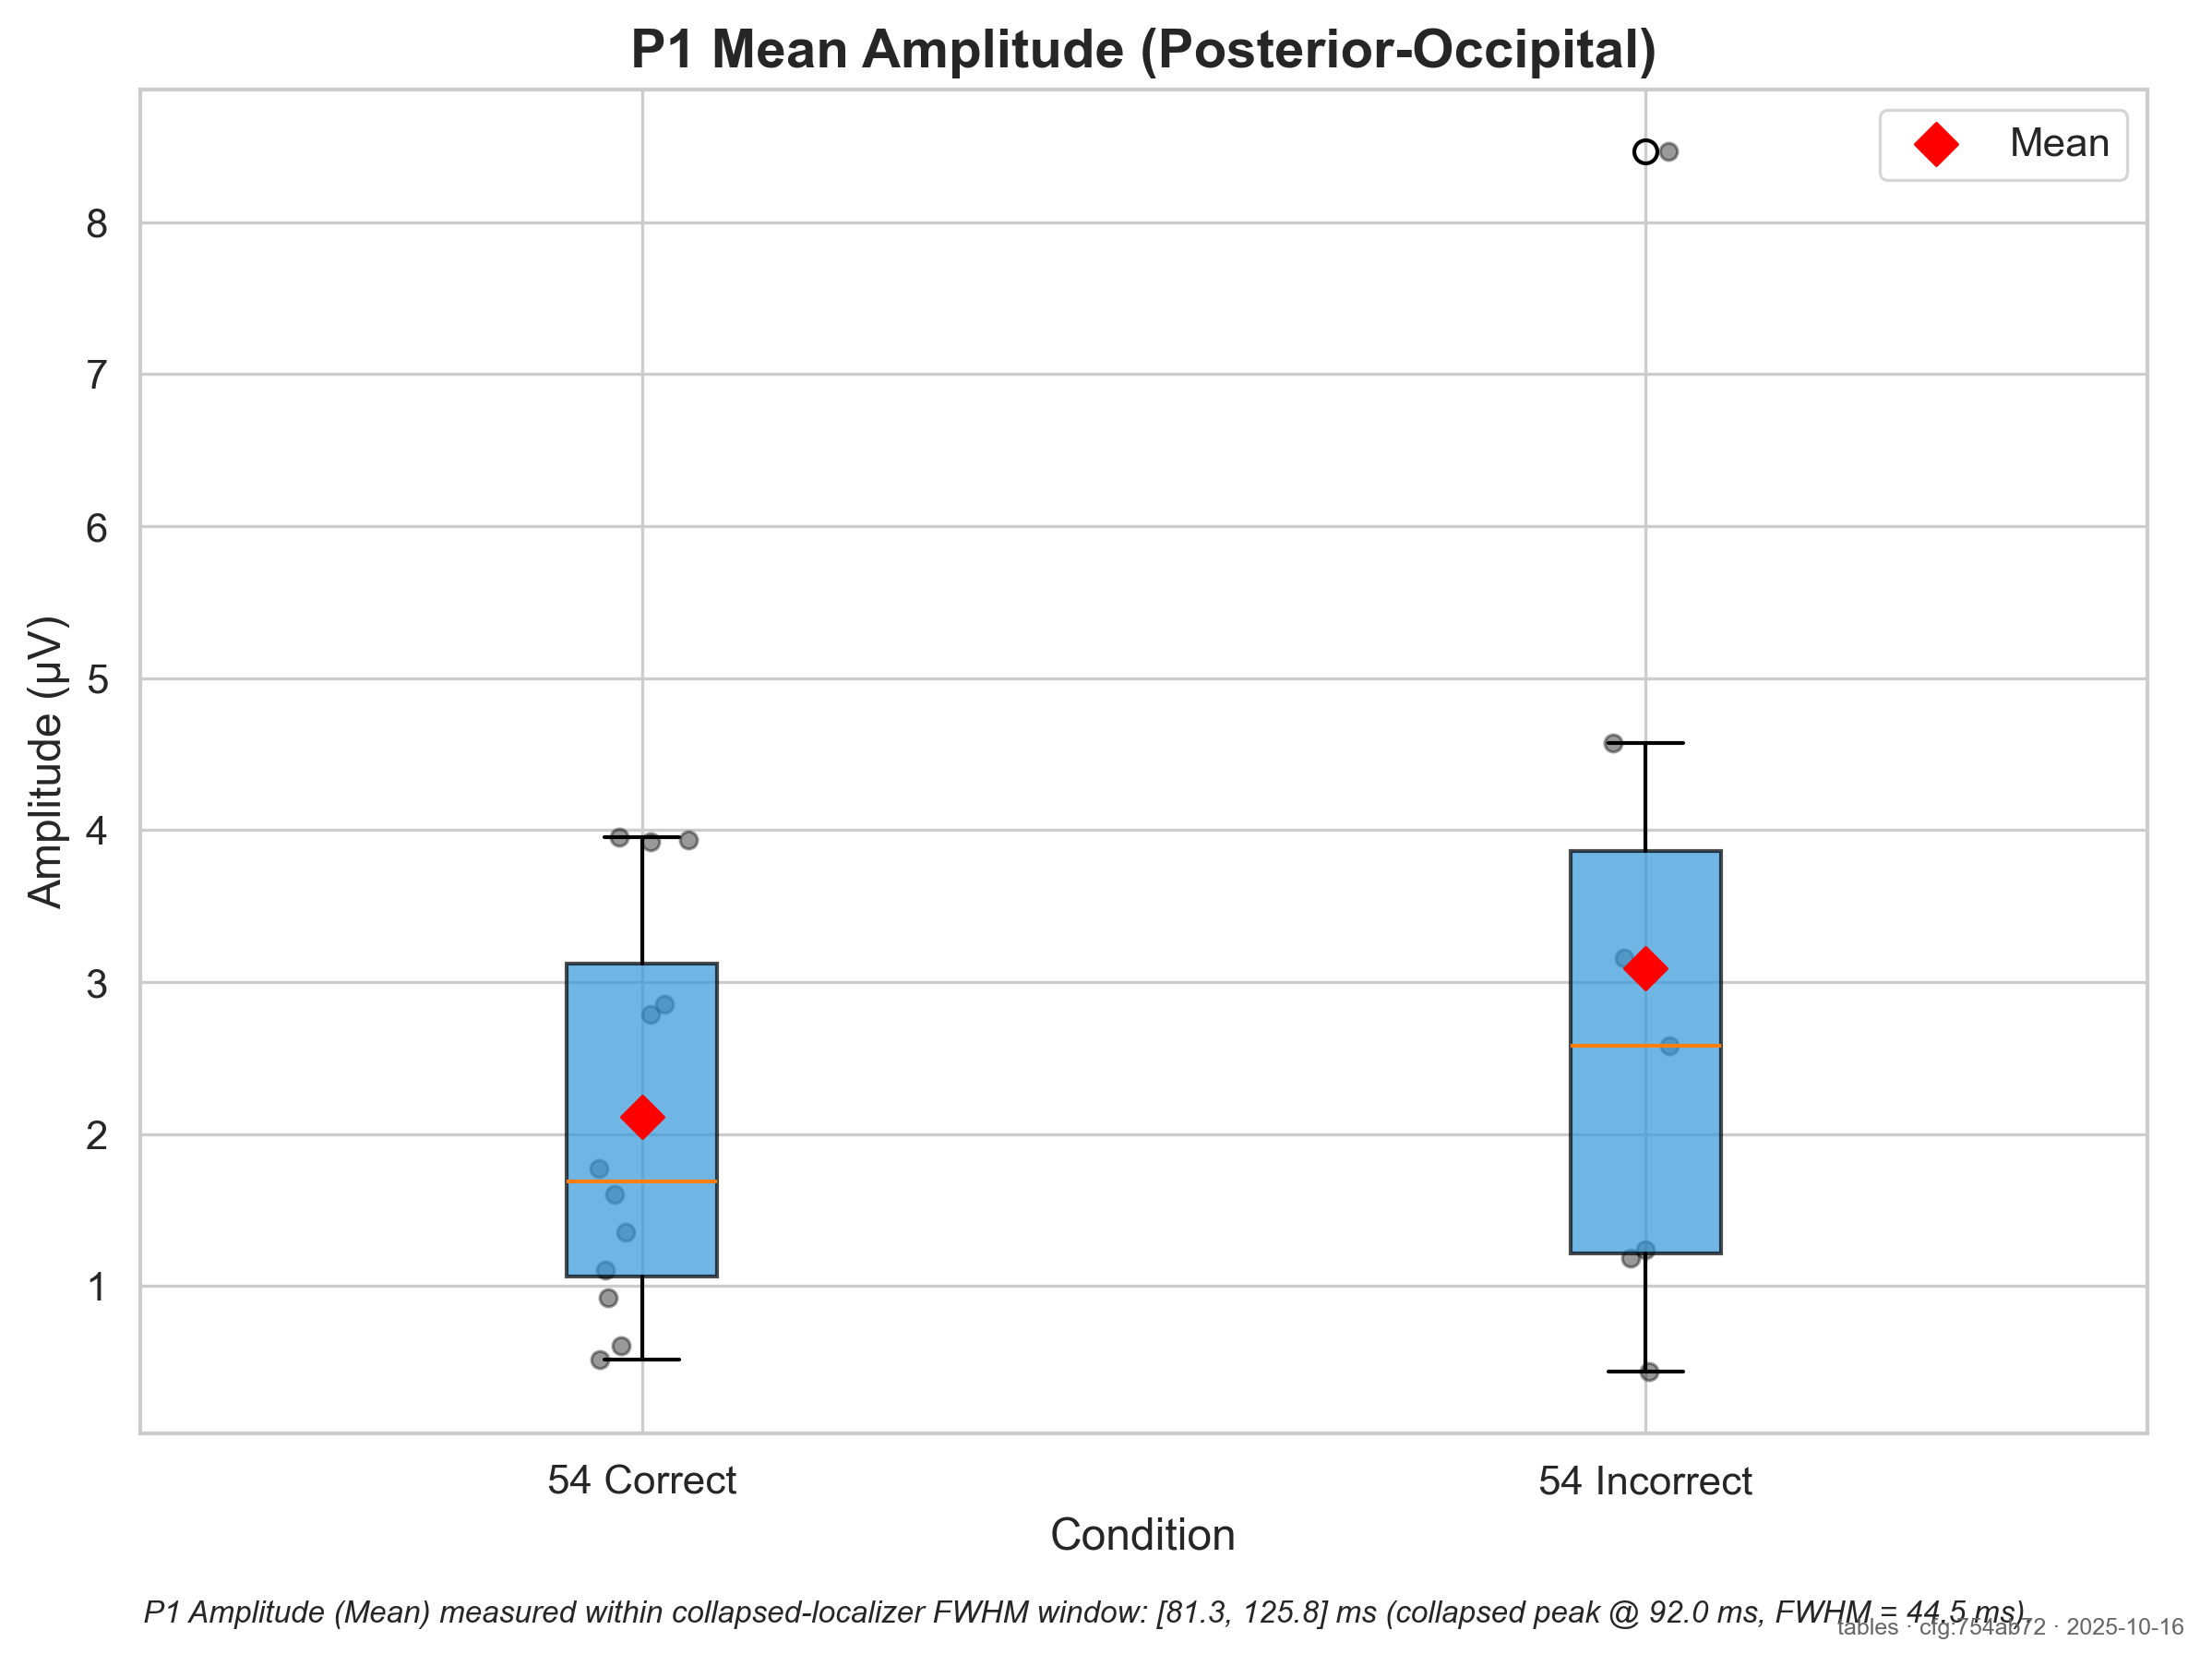 P1 Mean Amplitude (Posterior-Occipital)
Mean
8
7
6
5
4
3
2
1
Amplitude (µV)
54 Correct
54 Incorrect
Condition
P1 Amplitude (Mean) measured within collapsed-localizer FWHM window: [81.3, 125.8] ms (collapsed peak @ 92.0 ms, FWHM = 44.5 ms).
tables · cfg:754ab72 · 2025-10-16